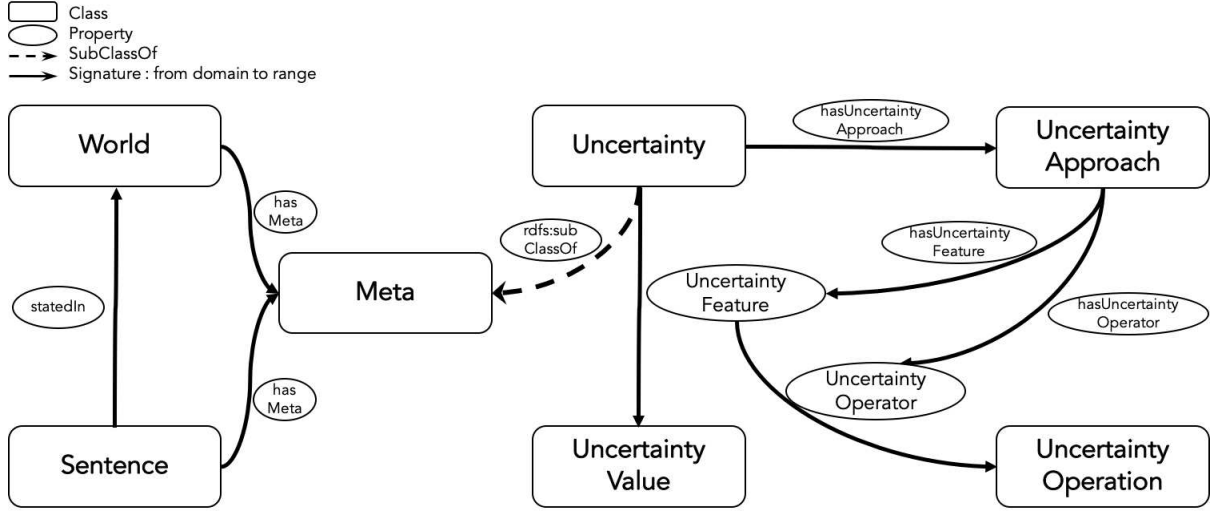 Class
Property
SubClassOf
Signature : from domain to range
World
Uncertainty
hasUncertainty
Approach
Uncertainty
Approach
has
Meta
rdfs:sub
ClassOf
hasUncertainty
Feature
statedIn
Meta
Uncertainty
Feature
hasUncertainty
Operator
has
Meta
Uncertainty
Operator
Sentence
Uncertainty
Value
Uncertainty
Operation